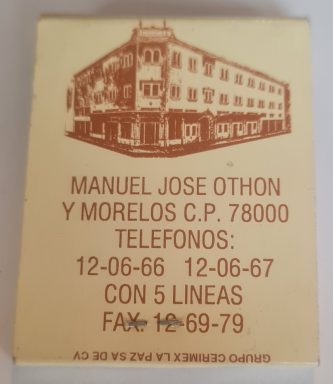 MANUEL JOSE OTHON
Y MORELOS C.P. 78000
TELEFONOS:
12-06-66 12-06-67
CON 5 LINEAS
FAX. 12-69-79
GRUPO CERIMEX LA PAZ SA DE CV